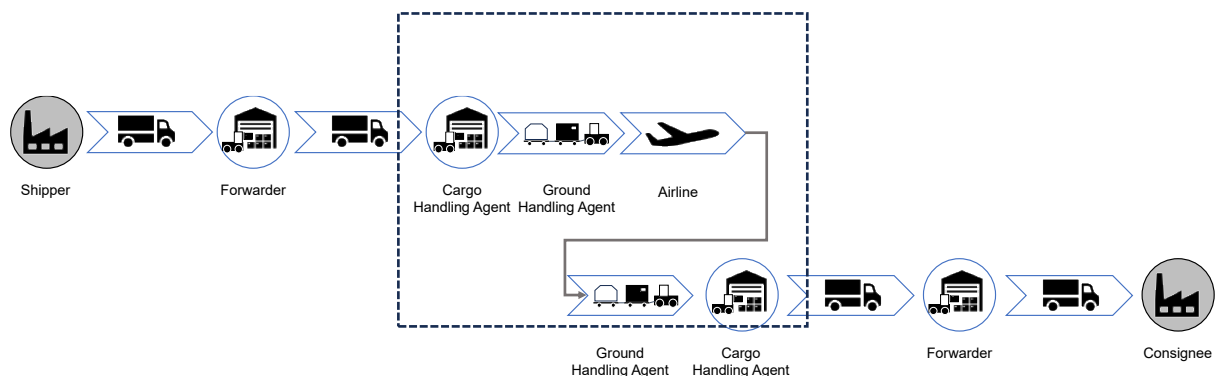 Shipper
Forwarder
Cargo
Handling Agent
Ground
Handling Agent
Airline
Ground
Handling Agent
Cargo
Handling Agent
Forwarder
Consignee